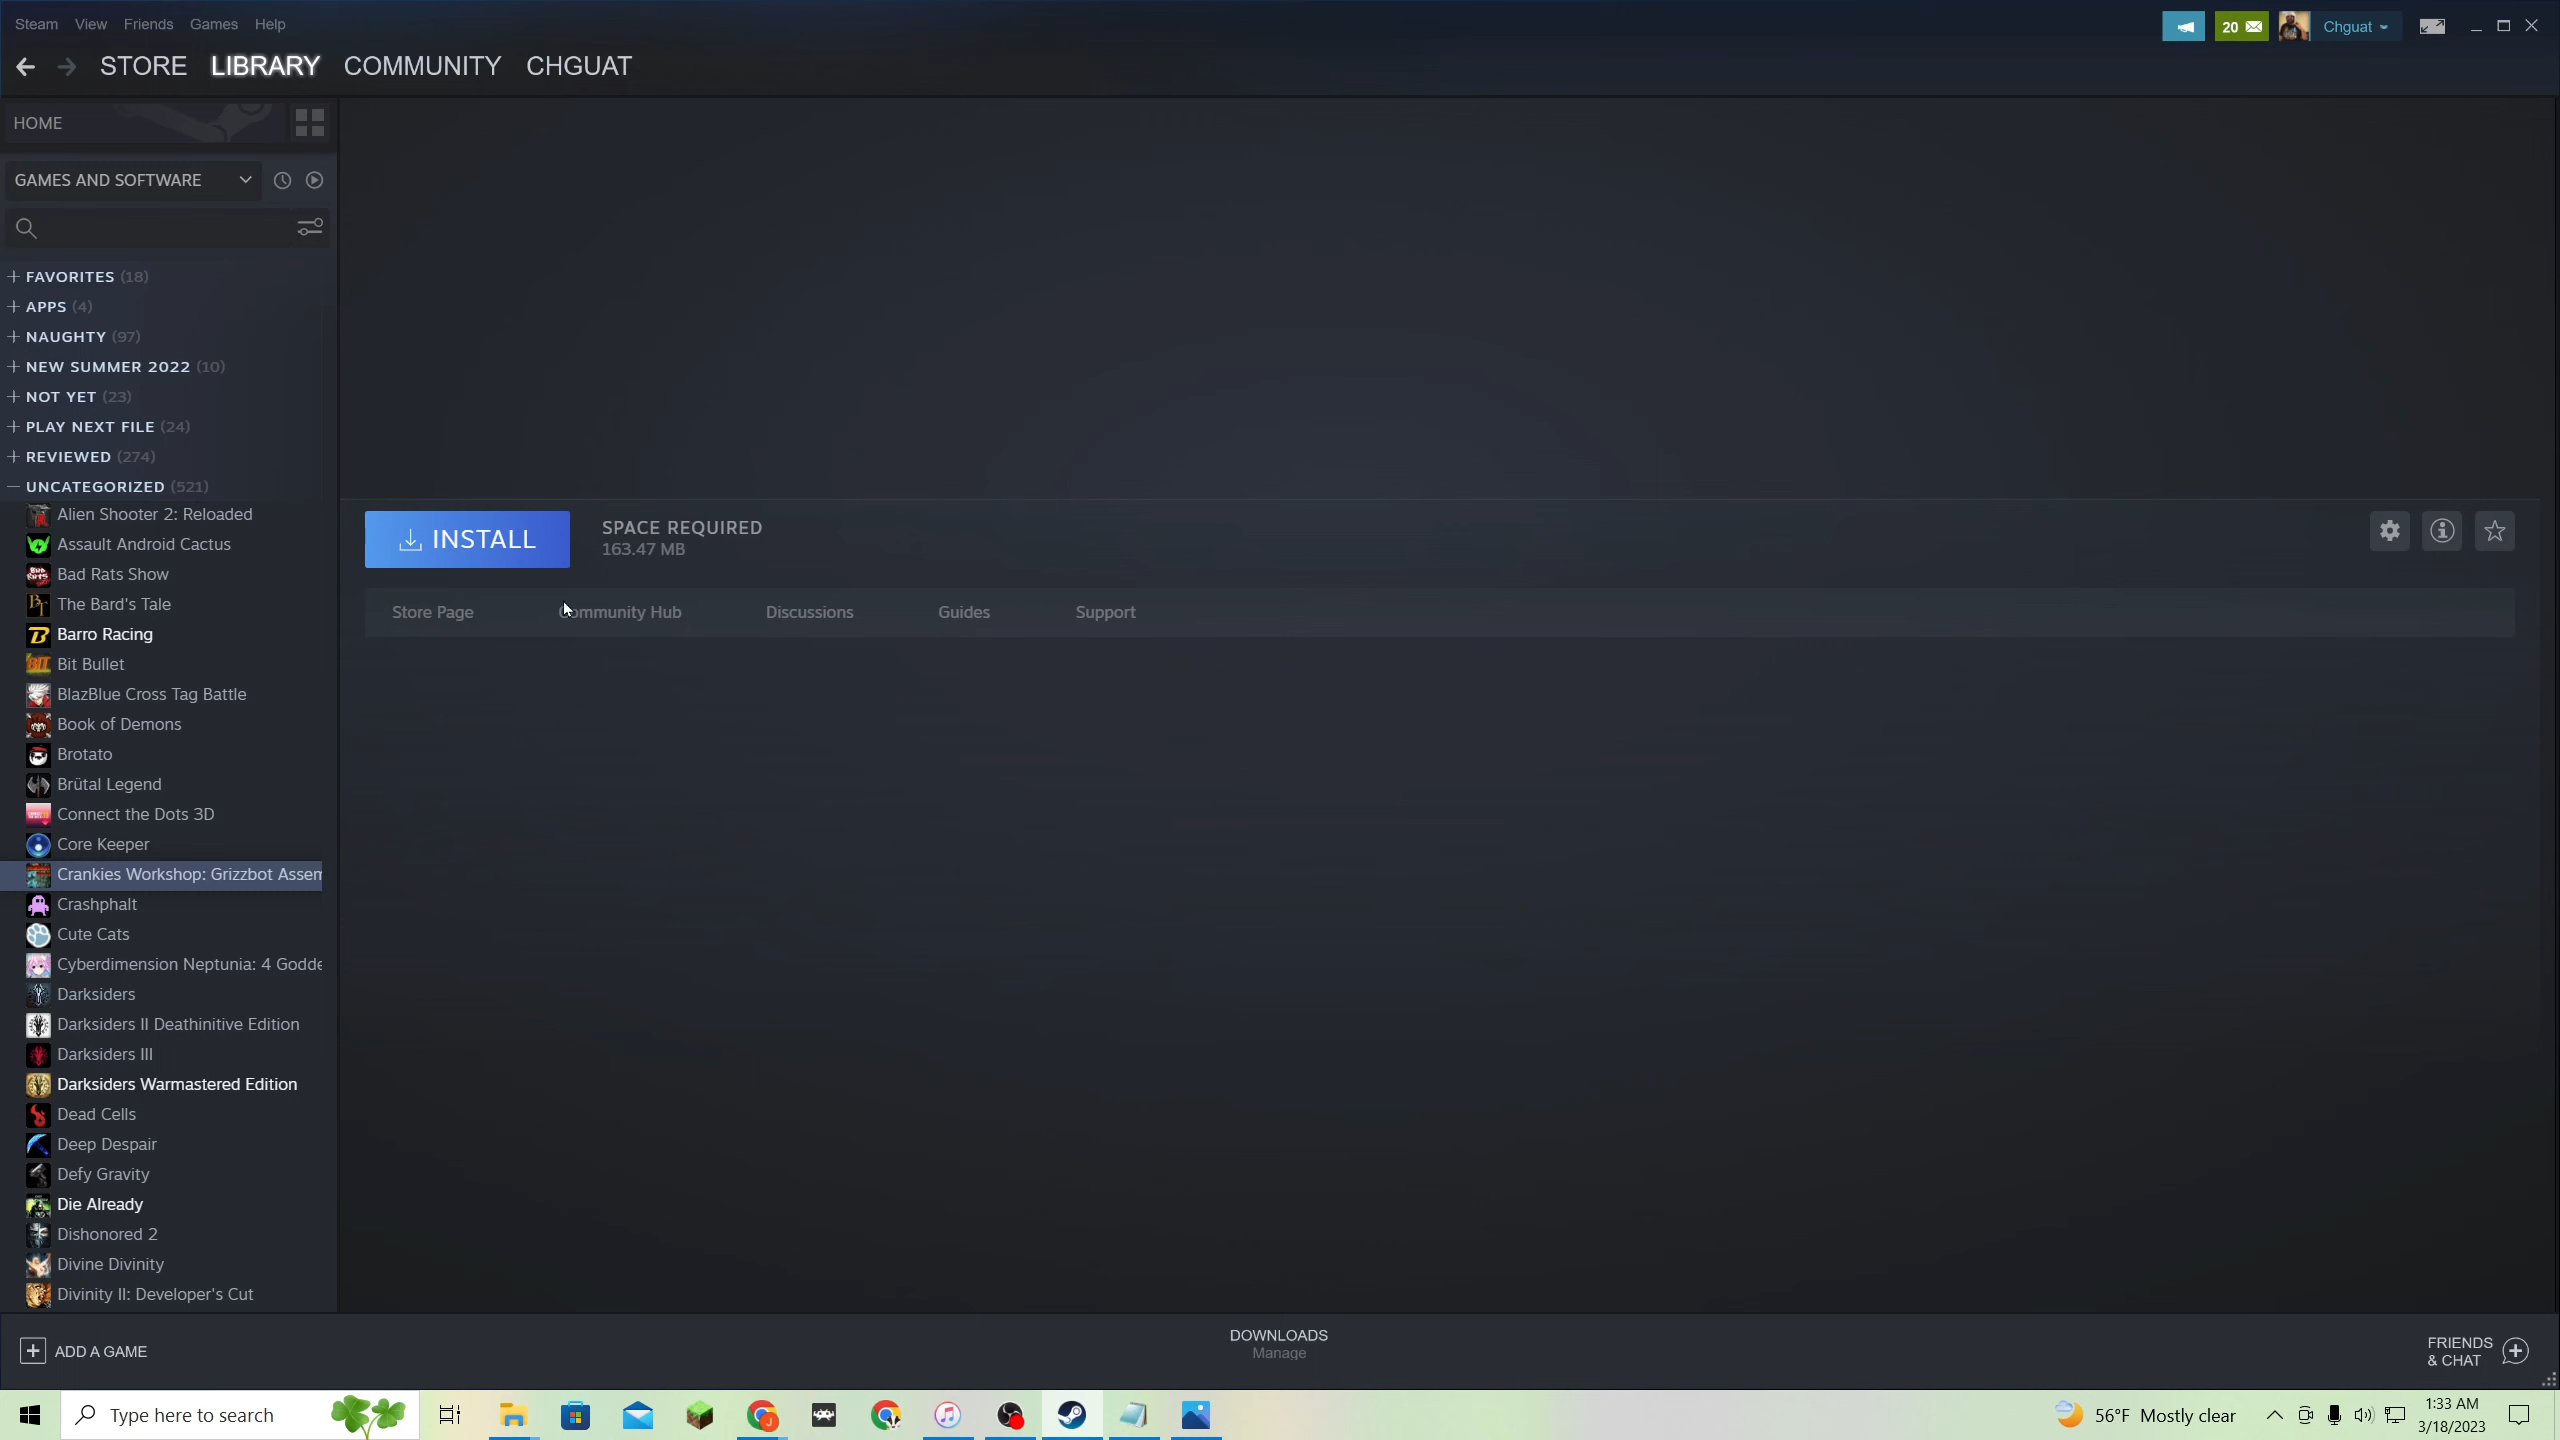 Steam View Friends Games Help
20 Chguat
STORE LIBRARY COMMUNITY CHGUAT
HOME
GAMES AND SOFTWARE
FAVORITES (18)
APPS (4)
NAUGHTY (97)
NEW SUMMER 2022 (10)
NOT YET (23)
PLAY NEXT FILE (24)
REVIEWED (274)
UNCATEGORIZED (521)
Alien Shooter 2: Reloaded
Assault Android Cactus
Bad Rats Show
The Bard's Tale
Barro Racing
Bit Bullet
BlazBlue Cross Tag Battle
Book of Demons
Brotato
Brütal Legend
Connect the Dots 3D
Core Keeper
Crankies Workshop: Grizzbot Assem
Crashphalt
Cute Cats
Cyberdimension Neptunia: 4 Godde
Darksiders
Darksiders II Deathinitive Edition
Darksiders III
Darksiders Warmastered Edition
Dead Cells
Deep Despair
Defy Gravity
Die Already
Dishonored 2
Divine Divinity
Divinity II: Developer's Cut
INSTALL
SPACE REQUIRED
163.47 MB
Store Page Community Hub Discussions Guides Support
ADD A GAME
DOWNLOADS
Manage
FRIENDS
& CHAT
Type here to search
56°F Mostly clear
1:33 AM
3/18/2023